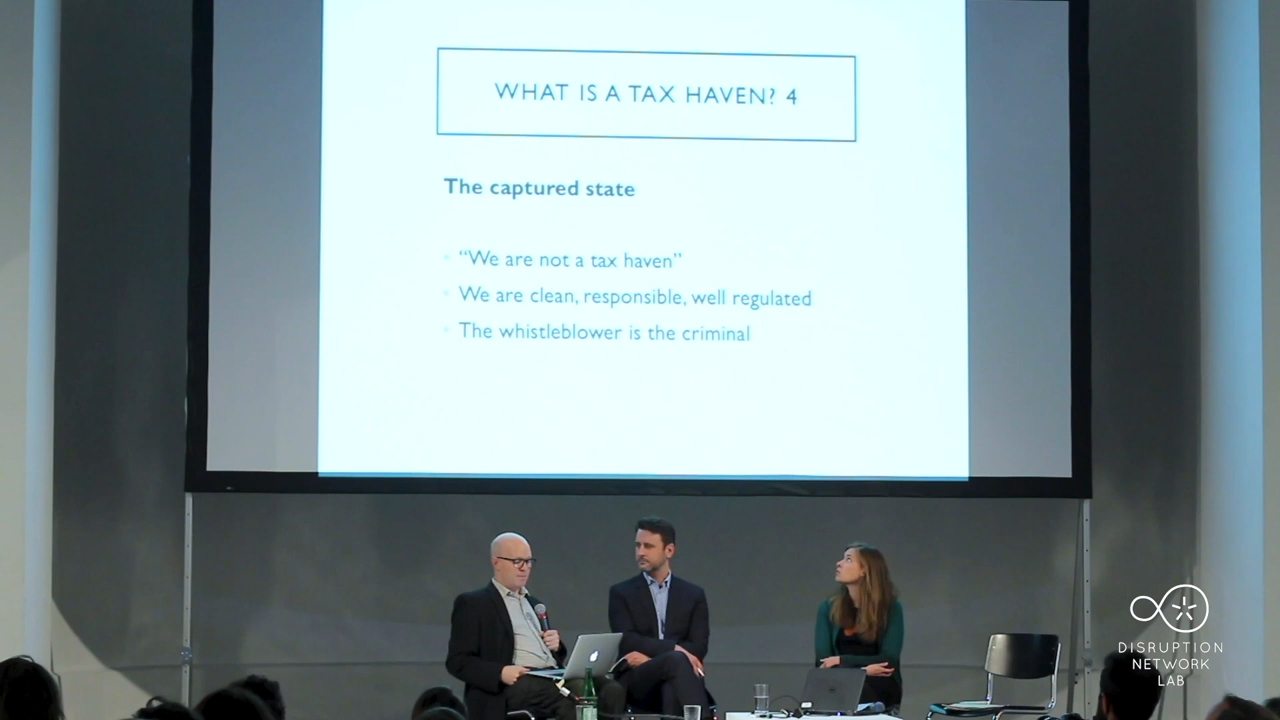 WHAT IS A TAX HAVEN? 4
The captured state
“We are not a tax haven”
We are clean, responsible, well regulated
The whistleblower is the criminal
DISRUPTION
NETWORK
LAB